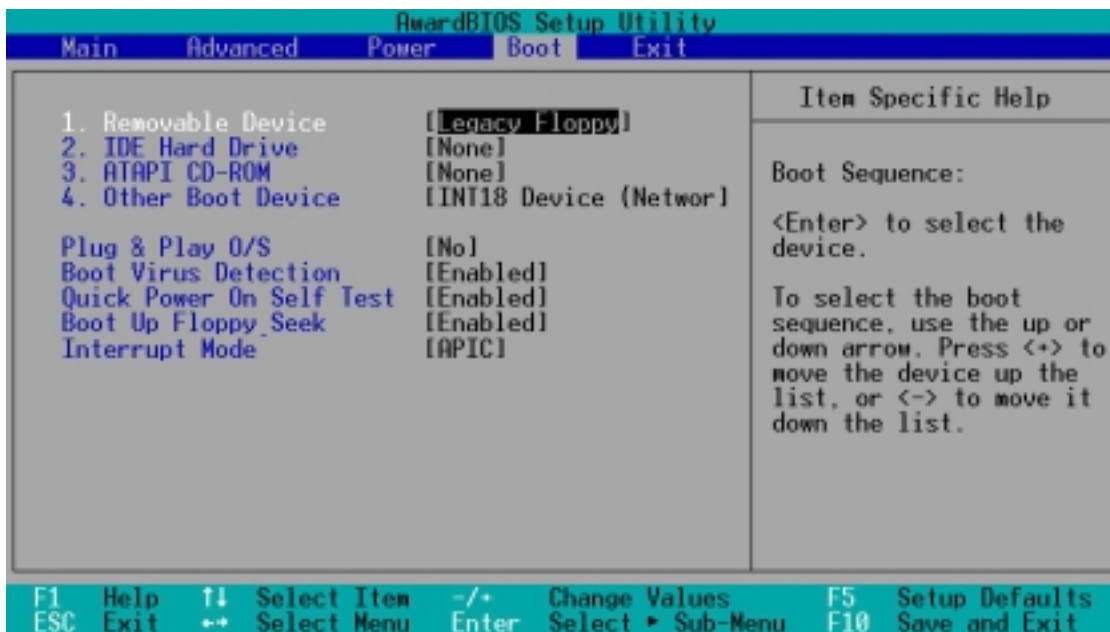 AwardBIOS Setup Utility
Main Advanced Power Boot Exit
1. Removable Device [Legacy Floppy]
2. IDE Hard Drive [None]
3. ATAPI CD-ROM [None]
4. Other Boot Device [INT18 Device (Networ]
Plug & Play O/S [No]
Boot Virus Detection [Enabled]
Quick Power On Self Test [Enabled]
Boot Up Floppy Seek [Enabled]
Interrupt Mode [APIC]
Item Specific Help
Boot Sequence:
<Enter> to select the
device.
To select the boot
sequence, use the up or
down arrow. Press <+> to
move the device up the
list, or <-> to move it
down the list.
F1 Help ↑↓ Select Item -/+ Change Values F5 Setup Defaults
ESC Exit ←→ Select Menu Enter Select ► Sub-Menu F10 Save and Exit